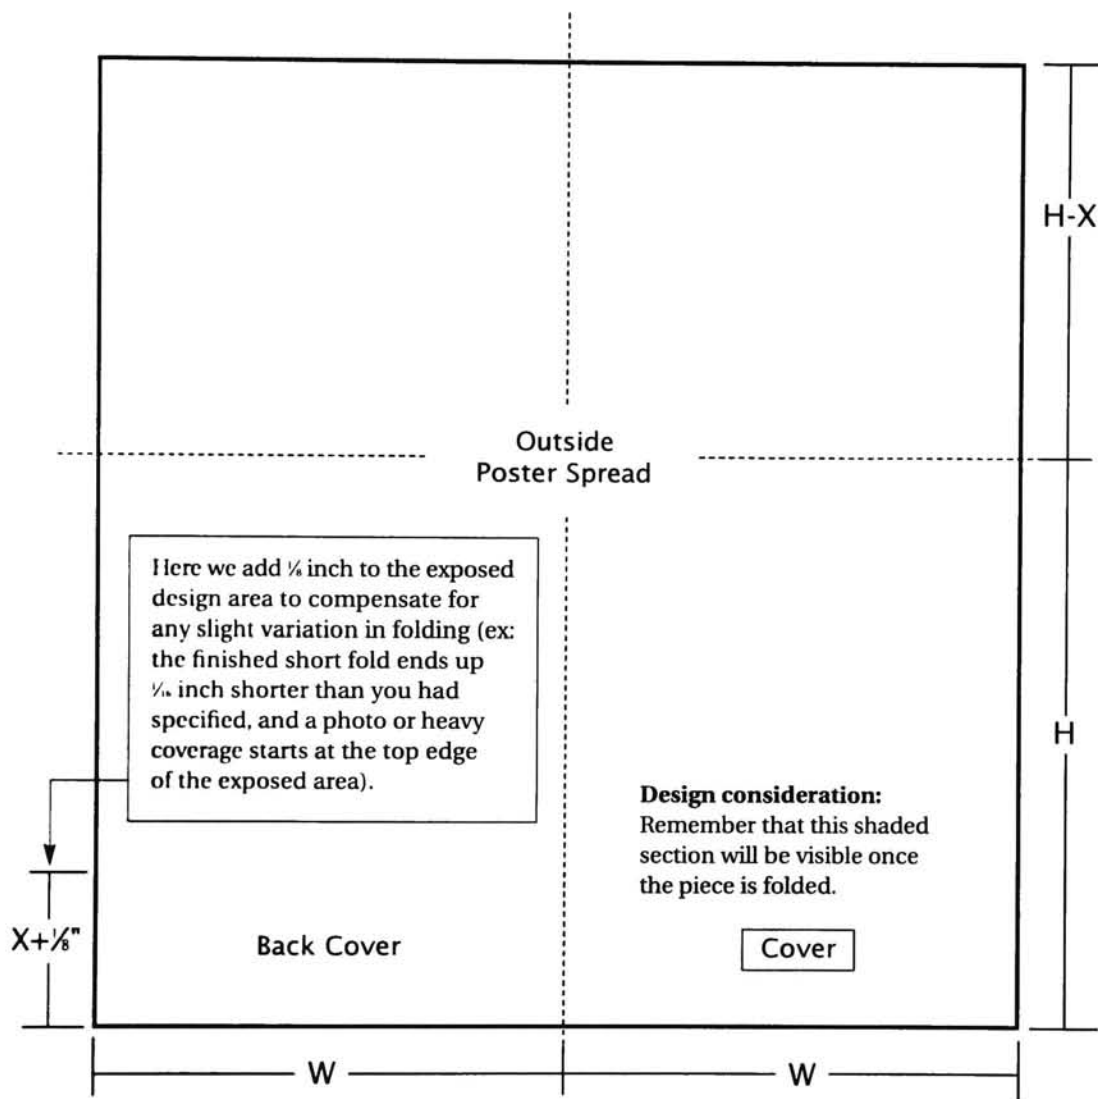 H-X
Outside
Poster Spread
Here we add ⅛ inch to the exposed
design area to compensate for
any slight variation in folding (ex:
the finished short fold ends up
¹⁄₁₆ inch shorter than you had
specified, and a photo or heavy
coverage starts at the top edge
of the exposed area).
H
Design consideration:
Remember that this shaded
section will be visible once
the piece is folded.
X+⅛"
Back Cover
Cover
W
W